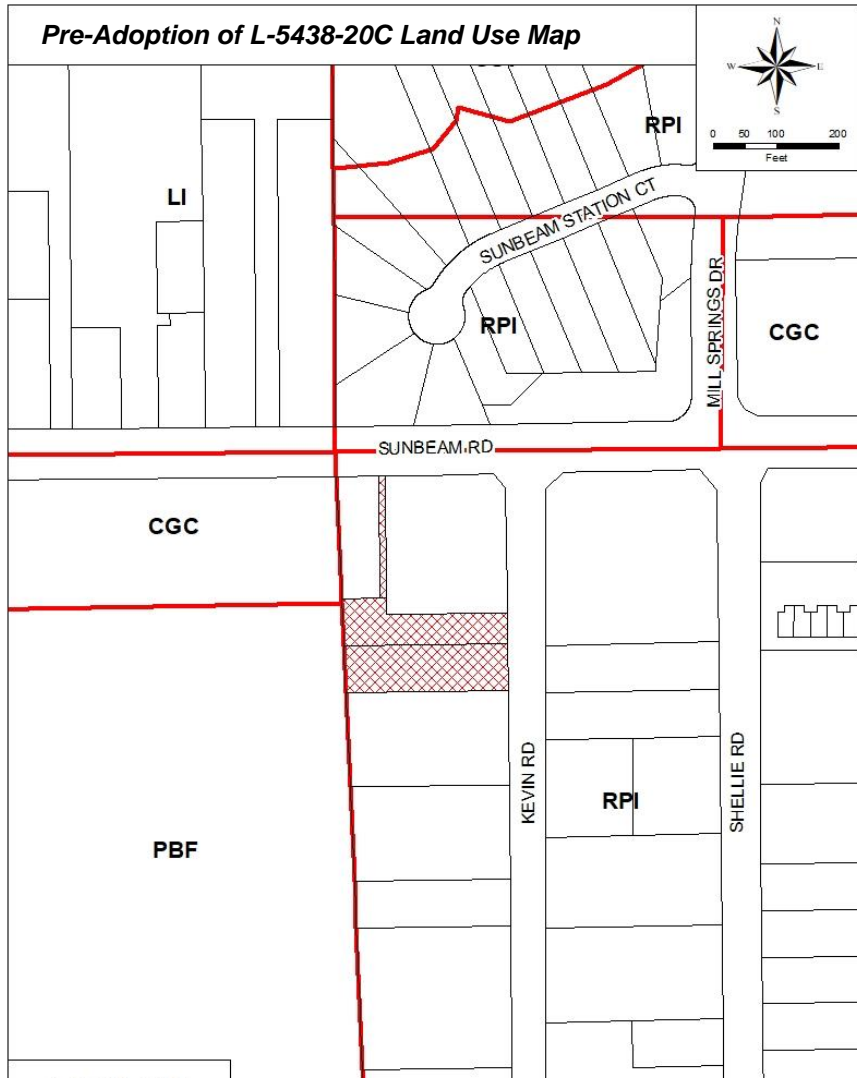 Pre-Adoption of L-5438-20C Land Use Map
N
W E
S
0 50 100 200
Feet
RPI
LI
SUNBEAM STATION CT
RPI
MILL SPRINGS DR
CGC
SUNBEAM RD
CGC
KEVIN RD
SHELLIE RD
RPI
PBF